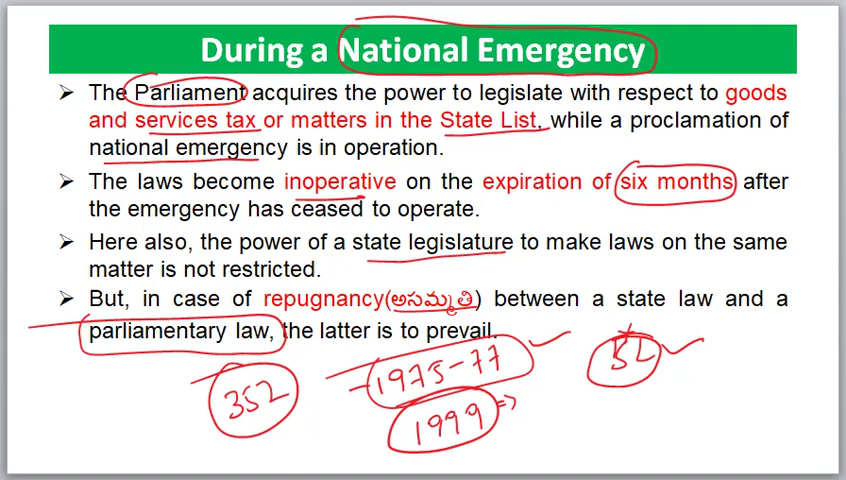 During a National Emergency
➤ The Parliament acquires the power to legislate with respect to goods
and services tax or matters in the State List, while a proclamation of
national emergency is in operation.
➤ The laws become inoperative on the expiration of six months after
the emergency has ceased to operate.
➤ Here also, the power of a state legislature to make laws on the same
matter is not restricted.
➤ But, in case of repugnancy(అసమ్మతి) between a state law and a
parliamentary law, the latter is to prevail.
352 1975-77 52
1999 =>